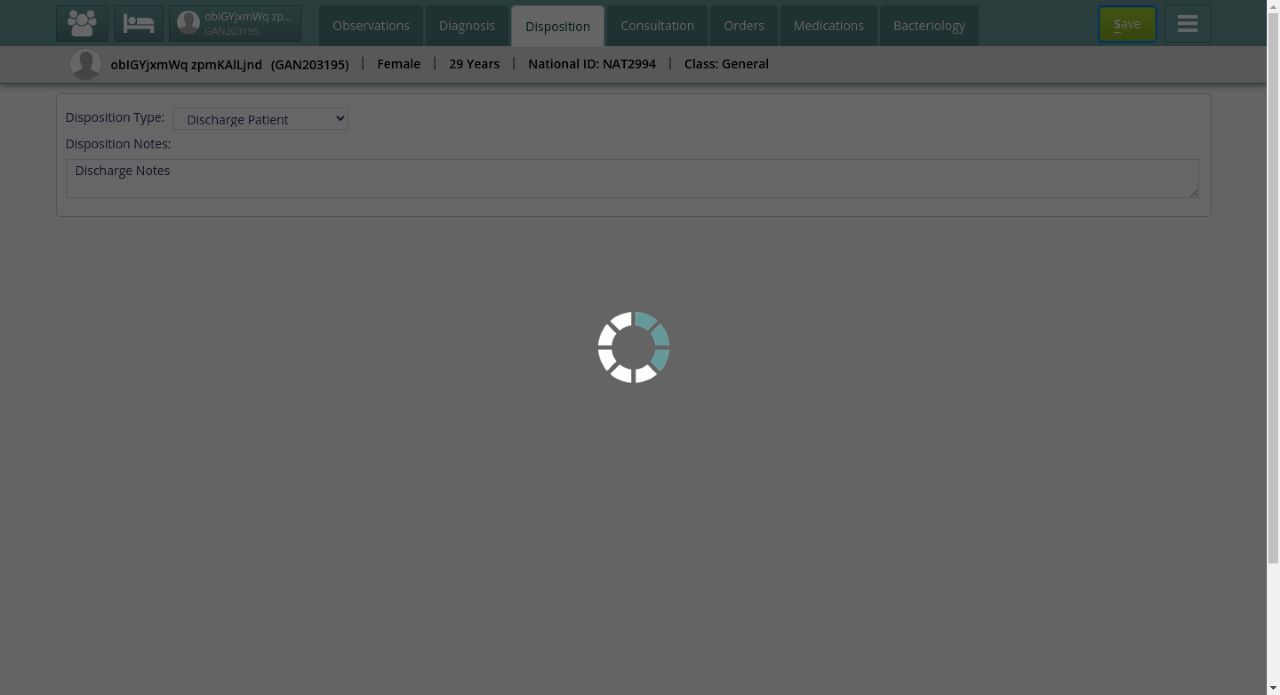 obIGYjxmWq zp...
GAN203195
Observations
Diagnosis
Disposition
Consultation
Orders
Medications
Bacteriology
Save
obIGYjxmWq zpmKAlLjnd (GAN203195) | Female | 29 Years | National ID: NAT2994 | Class: General
Disposition Type: Discharge Patient
Disposition Notes:
Discharge Notes